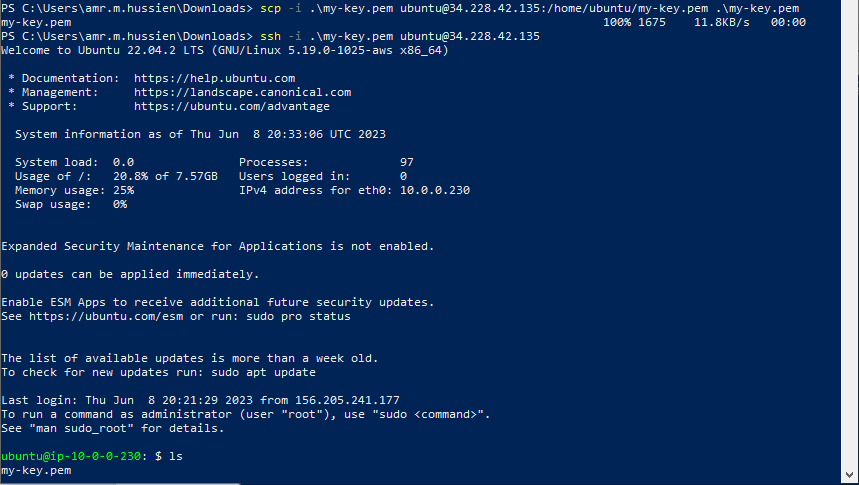 PS C:\Users\amr.m.hussien\Downloads> scp -i .\my-key.pem ubuntu@34.228.42.135:/home/ubuntu/my-key.pem .\my-key.pem
my-key.pem 100% 1675 11.8KB/s 00:00
PS C:\Users\amr.m.hussien\Downloads> ssh -i .\my-key.pem ubuntu@34.228.42.135
Welcome to Ubuntu 22.04.2 LTS (GNU/Linux 5.19.0-1025-aws x86_64)
* Documentation: https://help.ubuntu.com
* Management: https://landscape.canonical.com
* Support: https://ubuntu.com/advantage
System information as of Thu Jun 8 20:33:06 UTC 2023
System load: 0.0 Processes: 97
Usage of /: 20.8% of 7.57GB Users logged in: 0
Memory usage: 25% IPv4 address for eth0: 10.0.0.230
Swap usage: 0%
Expanded Security Maintenance for Applications is not enabled.
0 updates can be applied immediately.
Enable ESM Apps to receive additional future security updates.
See https://ubuntu.com/esm or run: sudo pro status
The list of available updates is more than a week old.
To check for new updates run: sudo apt update
Last login: Thu Jun 8 20:21:29 2023 from 156.205.241.177
To run a command as administrator (user "root"), use "sudo <command>".
See "man sudo_root" for details.
ubuntu@ip-10-0-0-230: $ ls
my-key.pem